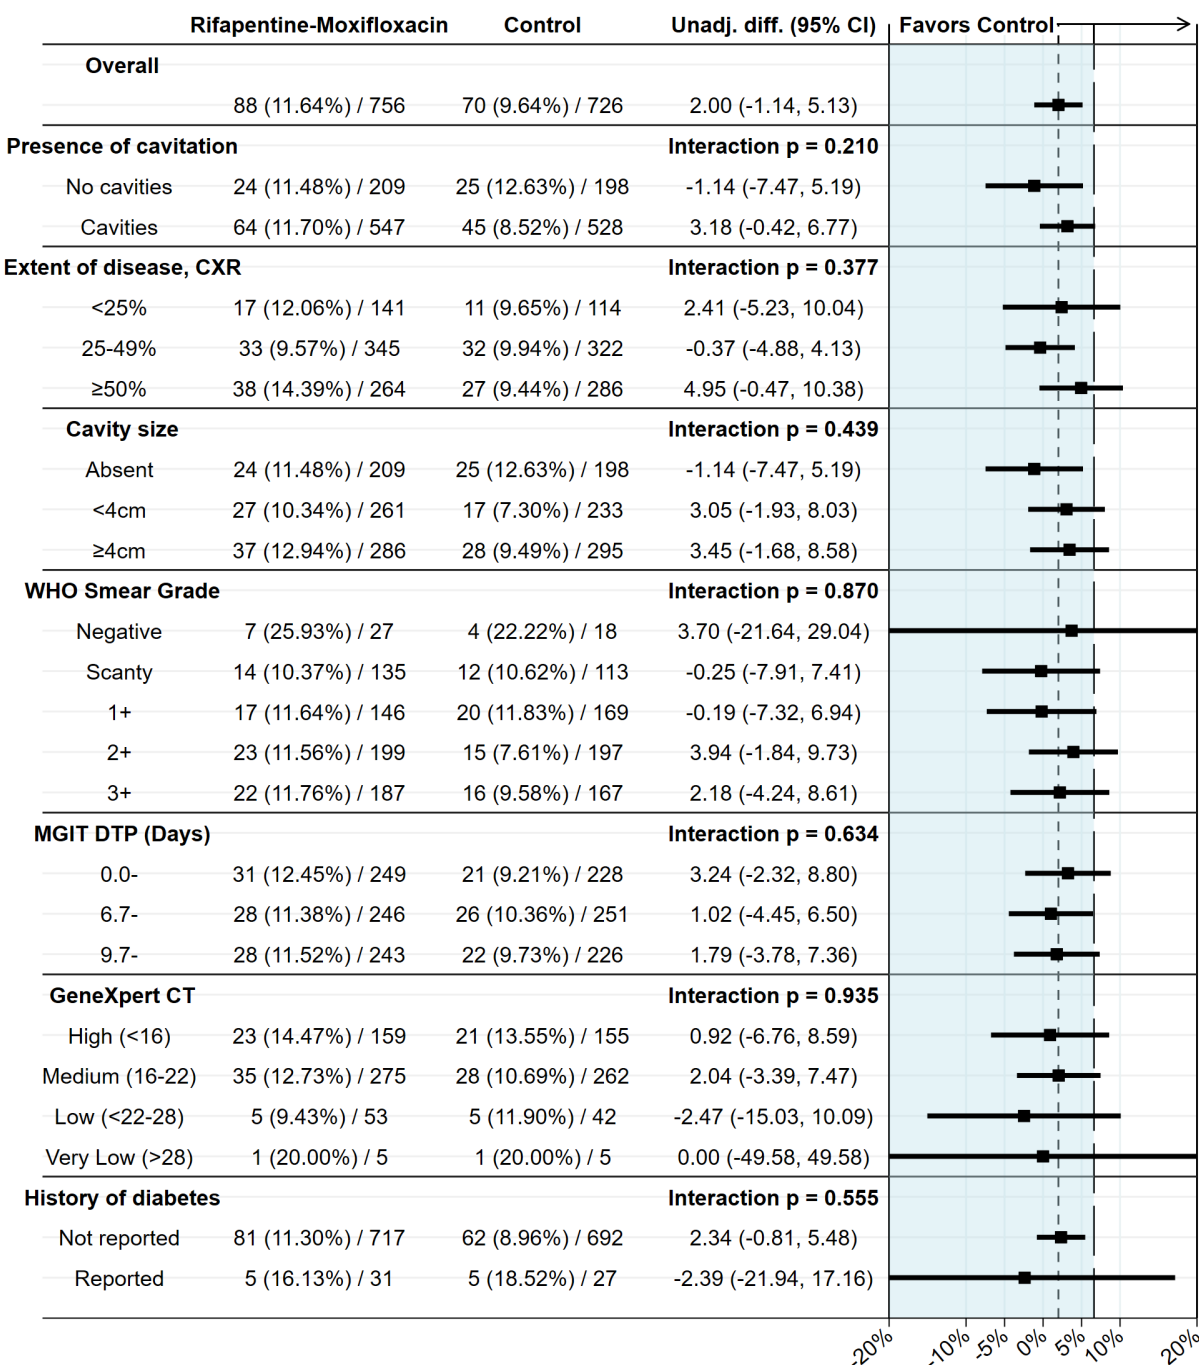 Rifapentine-Moxifloxacin Control Unadj. diff. (95% CI) Favors Control
Overall
88 (11.64%) / 756 70 (9.64%) / 726 2.00 (-1.14, 5.13)
Presence of cavitation Interaction p = 0.210
No cavities 24 (11.48%) / 209 25 (12.63%) / 198 -1.14 (-7.47, 5.19)
Cavities 64 (11.70%) / 547 45 (8.52%) / 528 3.18 (-0.42, 6.77)
Extent of disease, CXR Interaction p = 0.377
<25% 17 (12.06%) / 141 11 (9.65%) / 114 2.41 (-5.23, 10.04)
25-49% 33 (9.57%) / 345 32 (9.94%) / 322 -0.37 (-4.88, 4.13)
≥50% 38 (14.39%) / 264 27 (9.44%) / 286 4.95 (-0.47, 10.38)
Cavity size Interaction p = 0.439
Absent 24 (11.48%) / 209 25 (12.63%) / 198 -1.14 (-7.47, 5.19)
<4cm 27 (10.34%) / 261 17 (7.30%) / 233 3.05 (-1.93, 8.03)
≥4cm 37 (12.94%) / 286 28 (9.49%) / 295 3.45 (-1.68, 8.58)
WHO Smear Grade Interaction p = 0.870
Negative 7 (25.93%) / 27 4 (22.22%) / 18 3.70 (-21.64, 29.04)
Scanty 14 (10.37%) / 135 12 (10.62%) / 113 -0.25 (-7.91, 7.41)
1+ 17 (11.64%) / 146 20 (11.83%) / 169 -0.19 (-7.32, 6.94)
2+ 23 (11.56%) / 199 15 (7.61%) / 197 3.94 (-1.84, 9.73)
3+ 22 (11.76%) / 187 16 (9.58%) / 167 2.18 (-4.24, 8.61)
MGIT DTP (Days) Interaction p = 0.634
0.0- 31 (12.45%) / 249 21 (9.21%) / 228 3.24 (-2.32, 8.80)
6.7- 28 (11.38%) / 246 26 (10.36%) / 251 1.02 (-4.45, 6.50)
9.7- 28 (11.52%) / 243 22 (9.73%) / 226 1.79 (-3.78, 7.36)
GeneXpert CT Interaction p = 0.935
High (<16) 23 (14.47%) / 159 21 (13.55%) / 155 0.92 (-6.76, 8.59)
Medium (16-22) 35 (12.73%) / 275 28 (10.69%) / 262 2.04 (-3.39, 7.47)
Low (<22-28) 5 (9.43%) / 53 5 (11.90%) / 42 -2.47 (-15.03, 10.09)
Very Low (>28) 1 (20.00%) / 5 1 (20.00%) / 5 0.00 (-49.58, 49.58)
History of diabetes Interaction p = 0.555
Not reported 81 (11.30%) / 717 62 (8.96%) / 692 2.34 (-0.81, 5.48)
Reported 5 (16.13%) / 31 5 (18.52%) / 27 -2.39 (-21.94, 17.16)
-20% -10% -5% 0% 5% 10% 20%